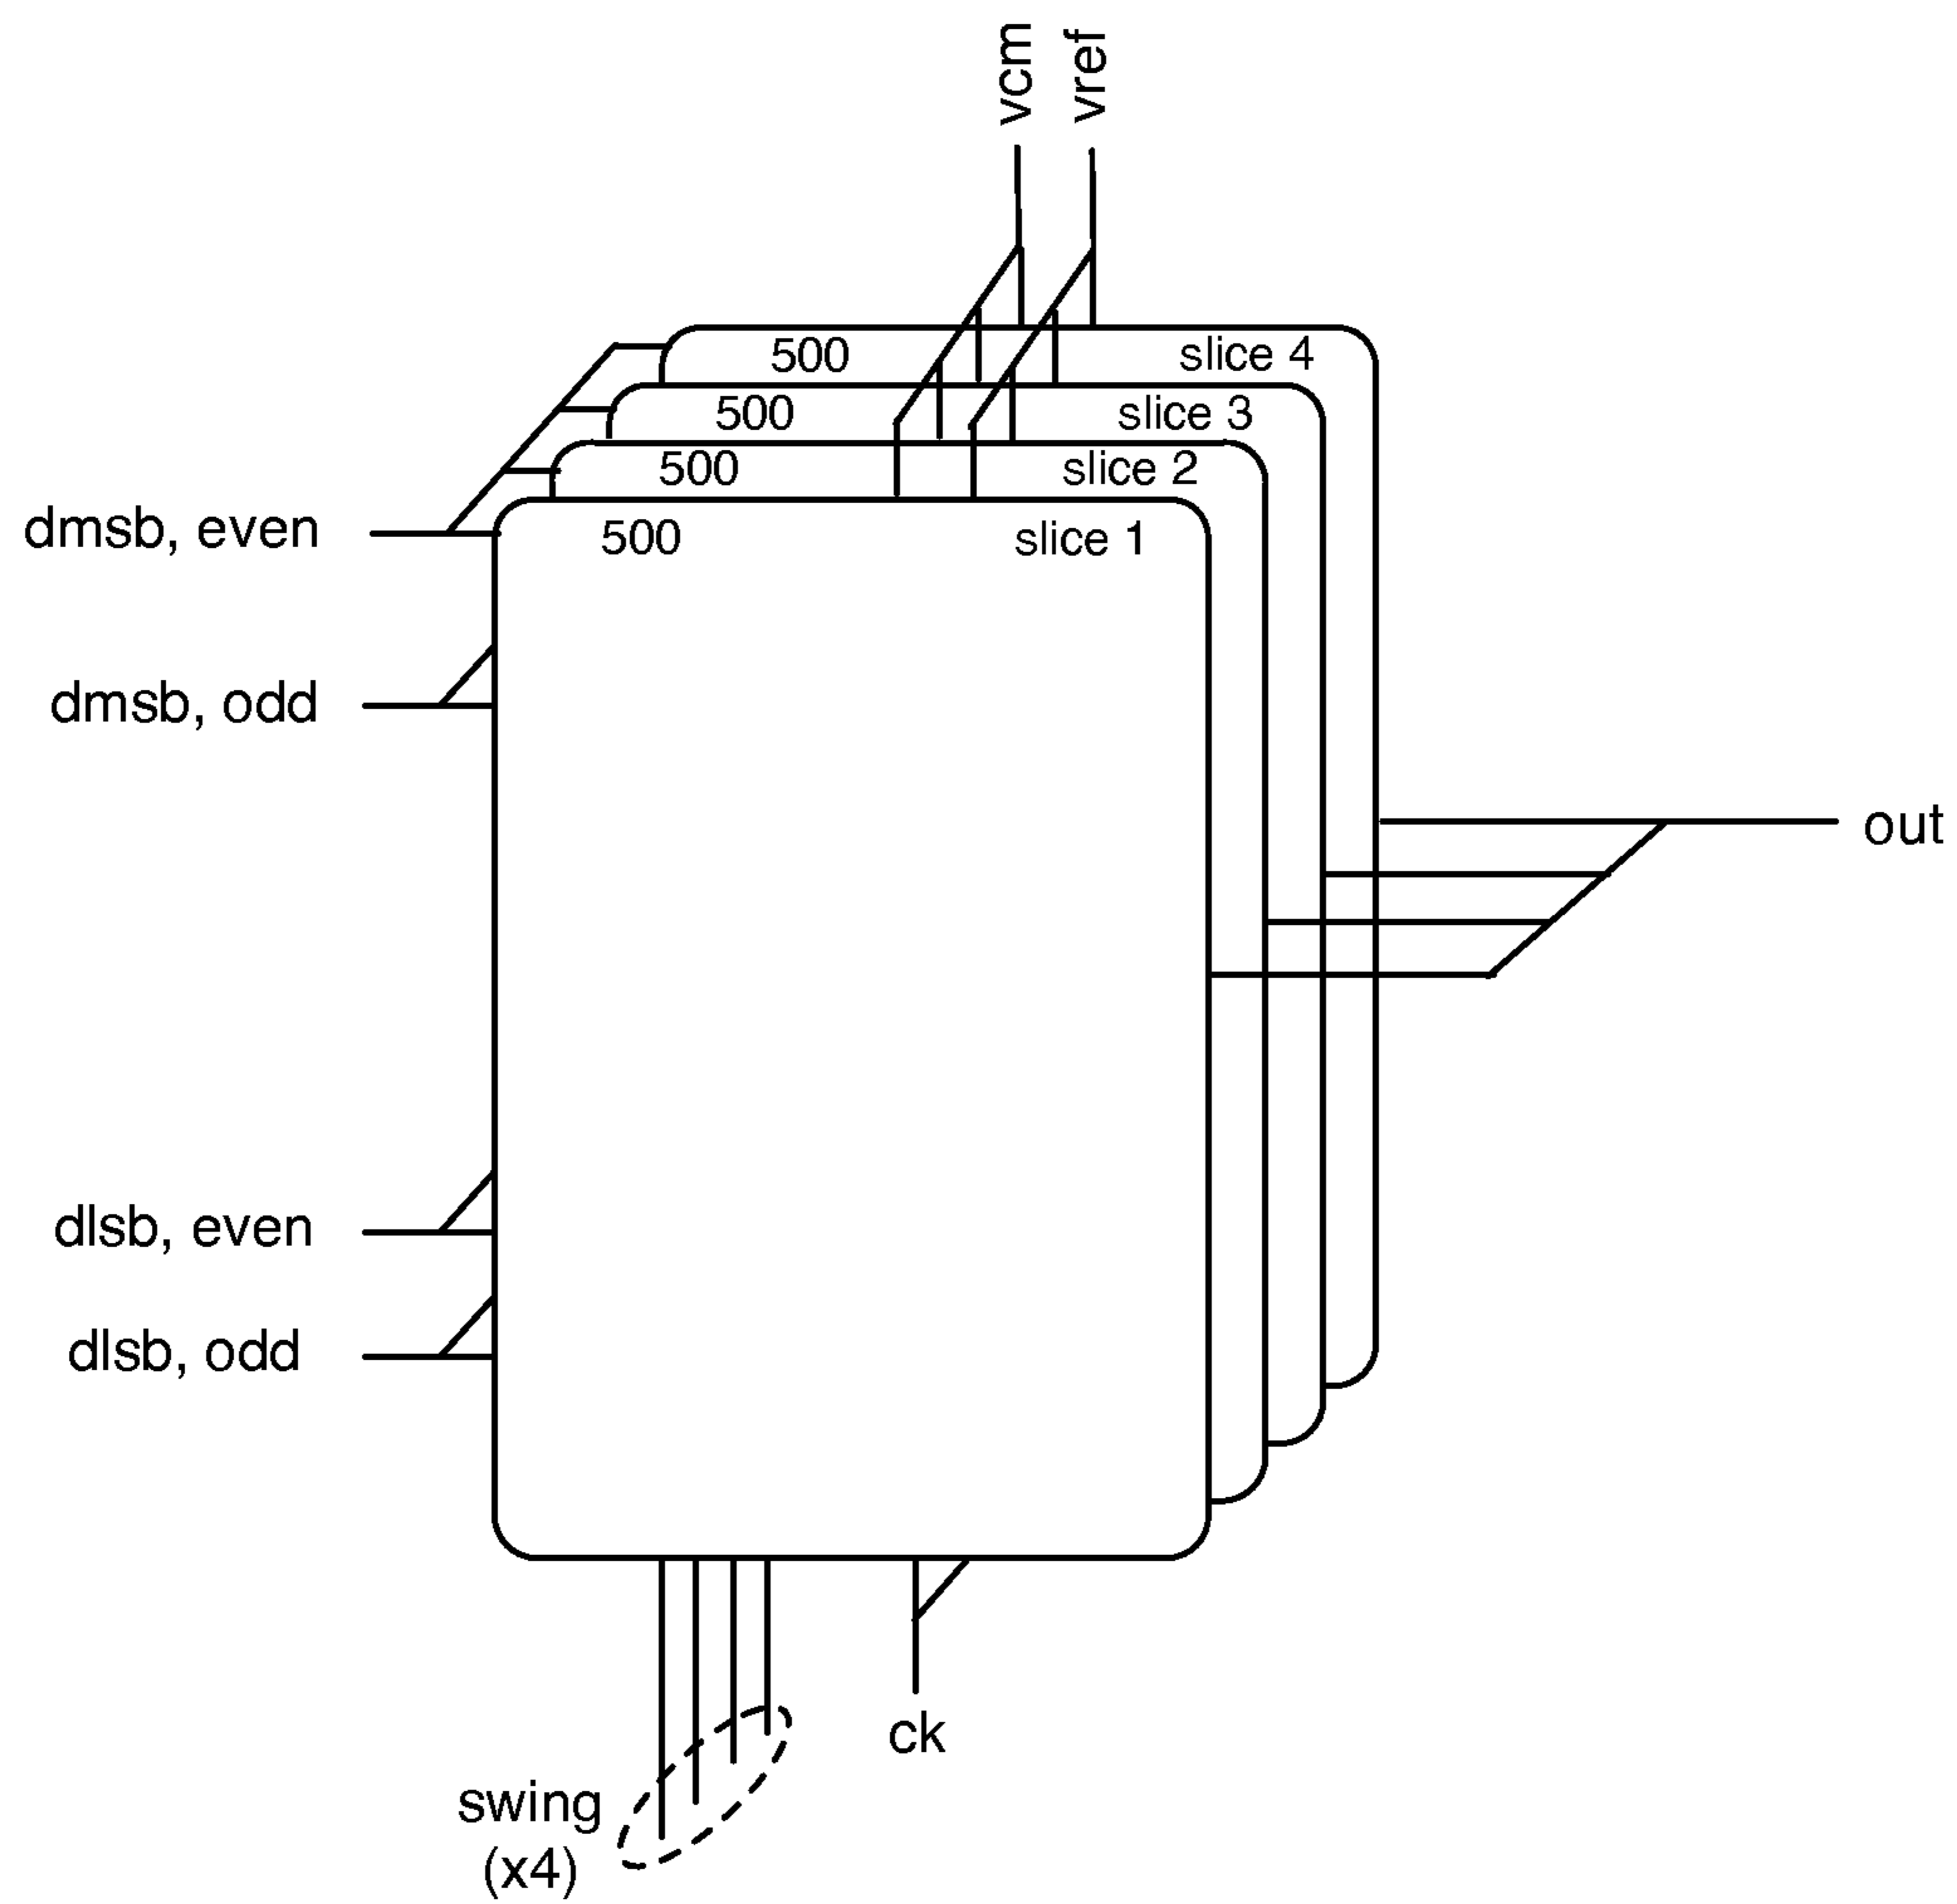 vcm
vref
500 slice 4
500 slice 3
500 slice 2
500 slice 1
dmsb, even
dmsb, odd
out
dlsb, even
dlsb, odd
ck
swing
(x4)